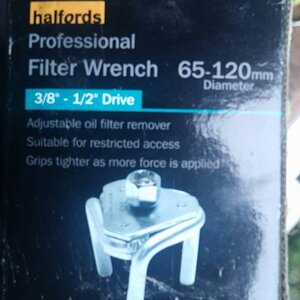 halfords
Professional
Filter Wrench 65-120mm
Diameter
3/8" - 1/2" Drive
Adjustable oil filter remover
Suitable for restricted access
Grips tighter as more force is applied